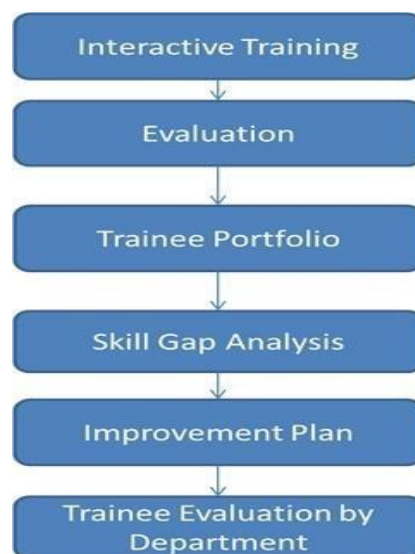 Interactive Training
Evaluation
Trainee Portfolio
Skill Gap Analysis
Improvement Plan
Trainee Evaluation by
Department